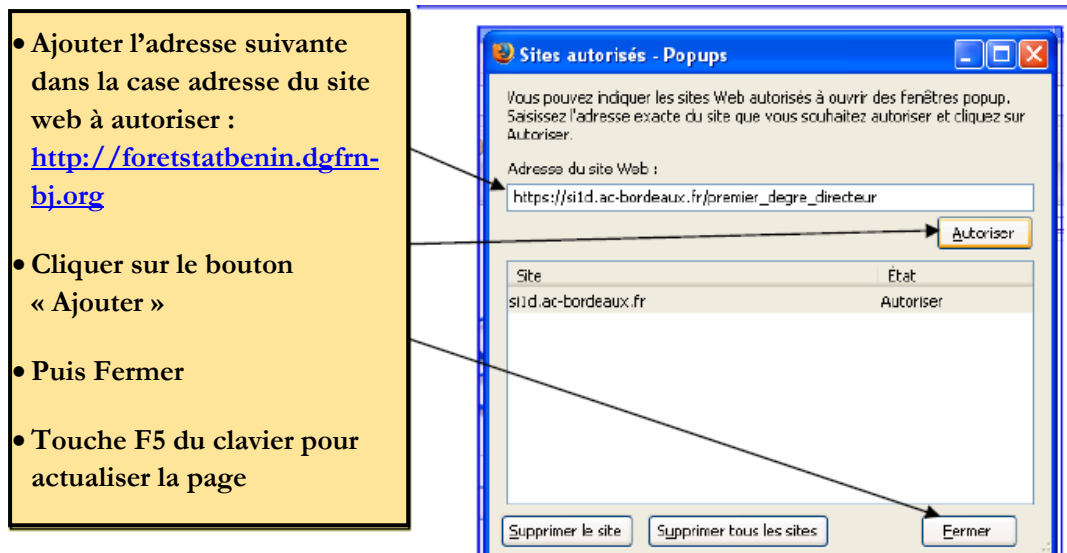 • Ajouter l’adresse suivante
dans la case adresse du site
web à autoriser :
http://foretstatbenin.dgfrn-
bj.org
• Cliquer sur le bouton
« Ajouter »
• Puis Fermer
• Touche F5 du clavier pour
actualiser la page
Sites autorisés - Popups
Vous pouvez indiquer les sites Web autorisés à ouvrir des fenêtres popup.
Saisissez l'adresse exacte du site que vous souhaitez autoriser et cliquez sur
Autoriser.
Adresse du site Web :
https://si1d.ac-bordeaux.fr/premier_degre_directeur
Autoriser
Site État
si1d.ac-bordeaux.fr Autoriser
Supprimer le site Supprimer tous les sites Fermer